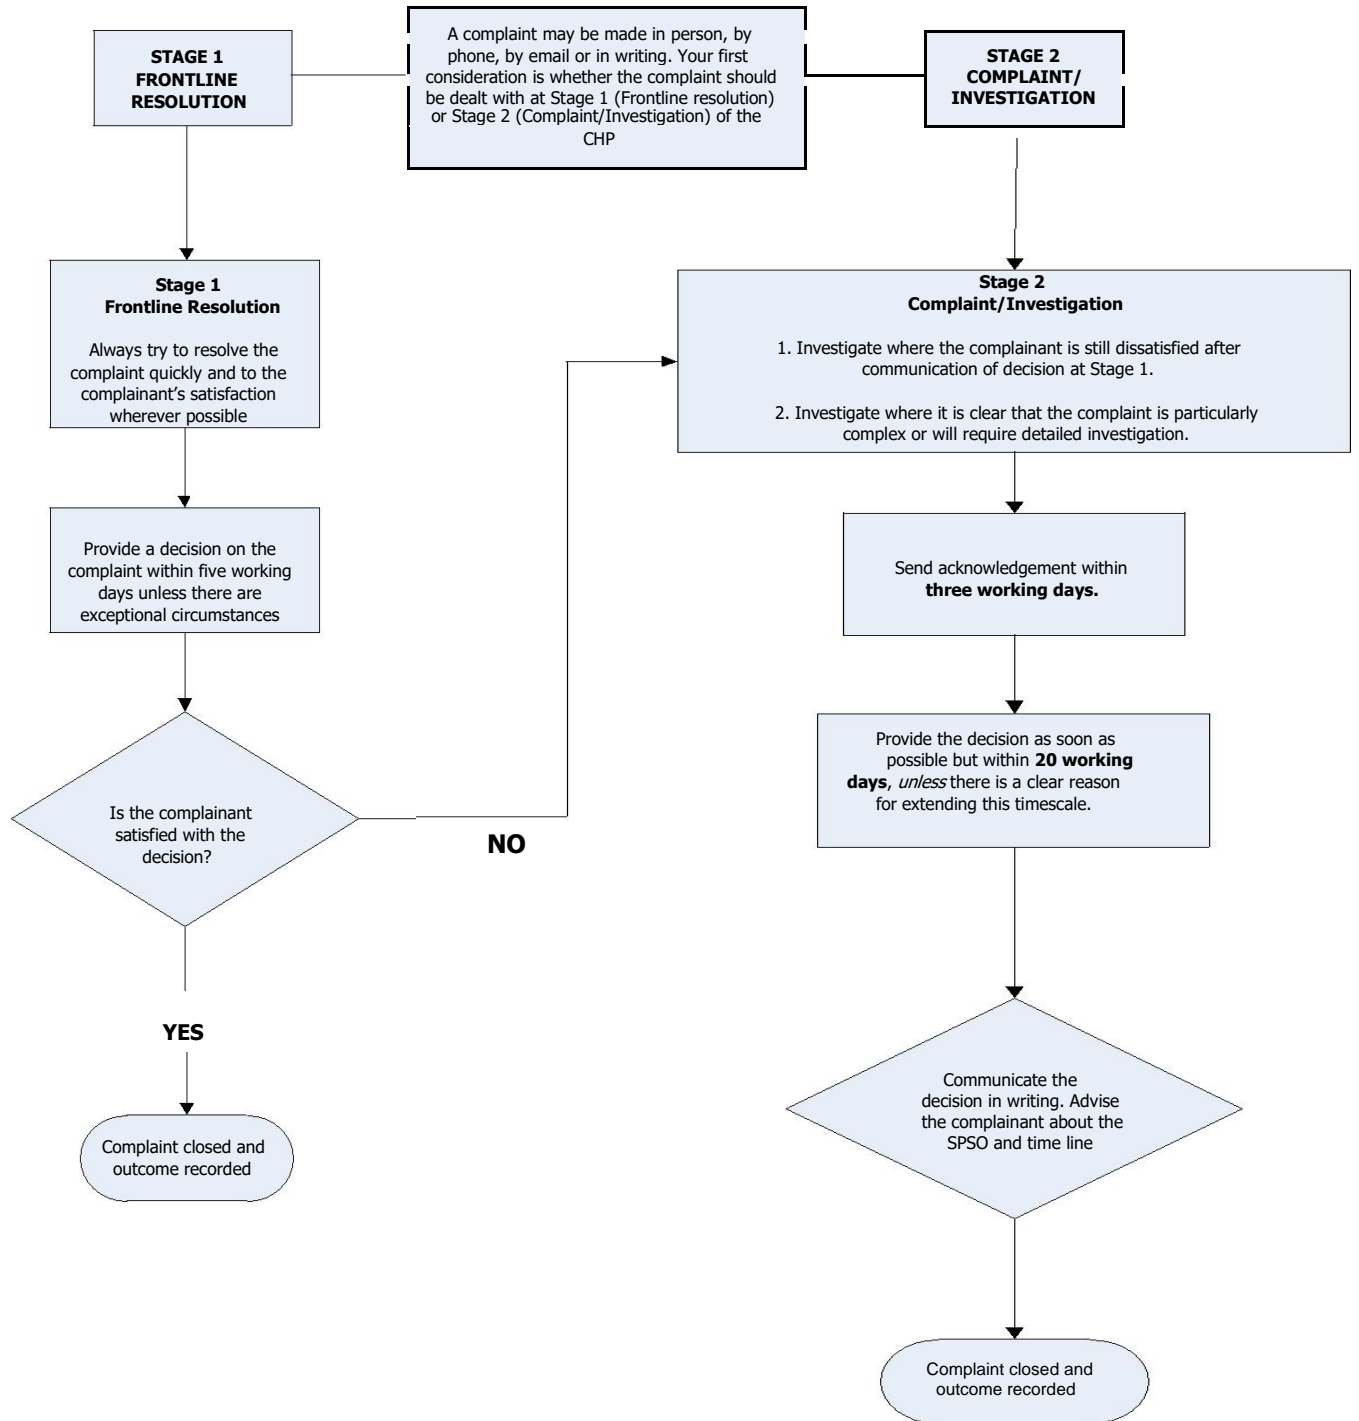 STAGE 1
FRONTLINE
RESOLUTION
A complaint may be made in person, by
phone, by email or in writing. Your first
consideration is whether the complaint should
be dealt with at Stage 1 (Frontline resolution)
or Stage 2 (Complaint/Investigation) of the
CHP
STAGE 2
COMPLAINT/
INVESTIGATION
Stage 1
Frontline Resolution
Always try to resolve the
complaint quickly and to the
complainant’s satisfaction
wherever possible
Provide a decision on the
complaint within five working
days unless there are
exceptional circumstances
Is the complainant
satisfied with the
decision?
NO
YES
Complaint closed and
outcome recorded
Stage 2
Complaint/Investigation
1. Investigate where the complainant is still dissatisfied after
communication of decision at Stage 1.
2. Investigate where it is clear that the complaint is particularly
complex or will require detailed investigation.
Send acknowledgement within
three working days.
Provide the decision as soon as
possible but within 20 working
days, unless there is a clear reason
for extending this timescale.
Communicate the
decision in writing. Advise
the complainant about the
SPSO and time line
Complaint closed and
outcome recorded